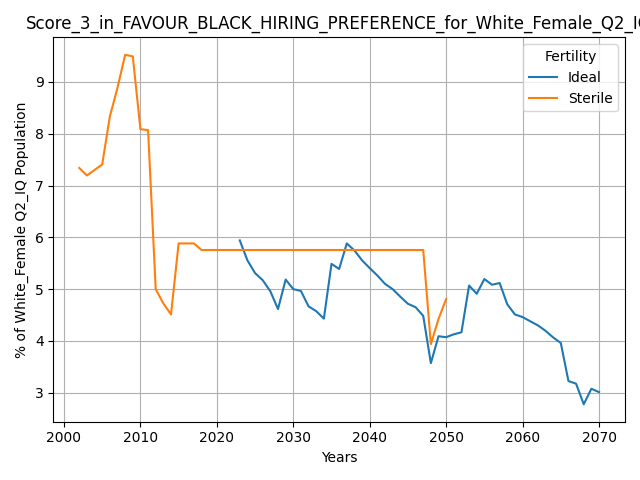 Score_3_in_FAVOUR_BLACK_HIRING_PREFERENCE_for_White_Female_Q2_IQ
Fertility
Ideal
Sterile
% of White_Female Q2_IQ Population
9
8
7
6
5
4
3
2000 2010 2020 2030 2040 2050 2060 2070
Years